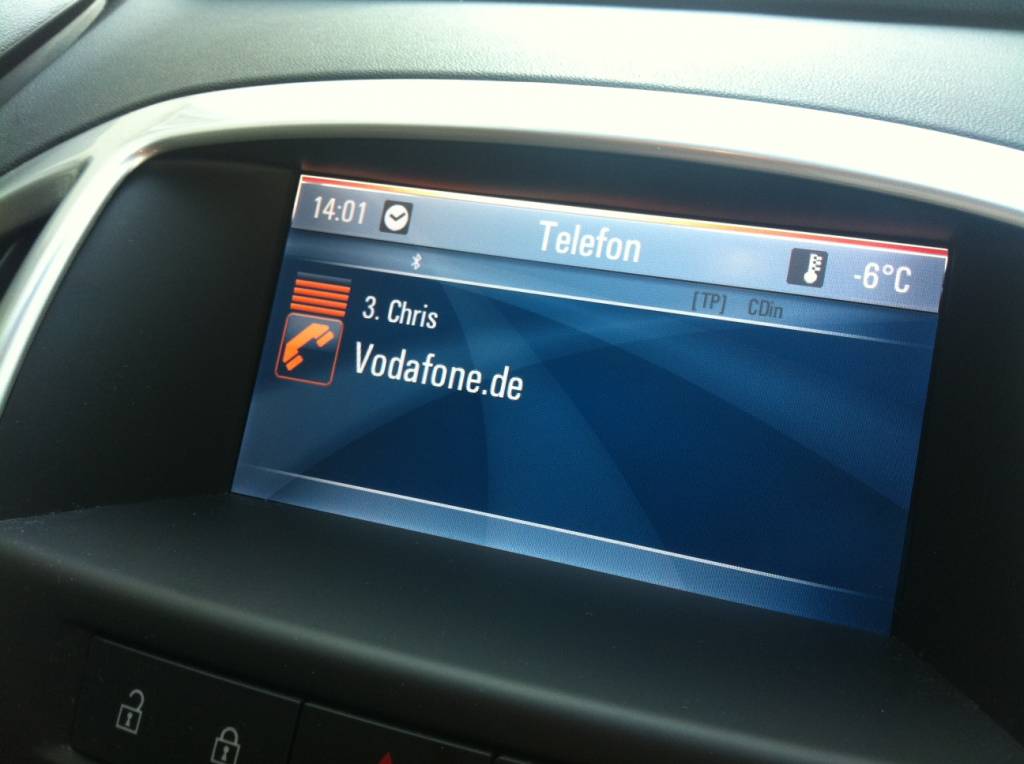 14:01 Telefon -6°C
[TP] CDin
3. Chris
Vodafone.de